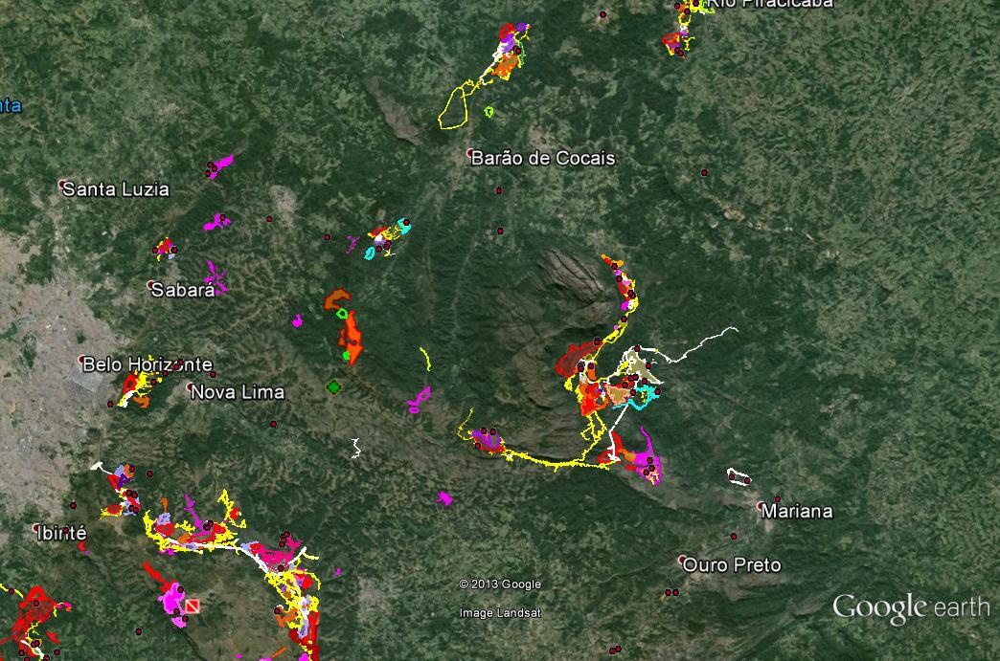 Rio Piracicaba
nta
Barão de Cocais
Santa Luzia
Sabará
Belo Horizonte
Nova Lima
Mariana
Ibirité
Ouro Preto
© 2013 Google
Image Landsat
Google earth